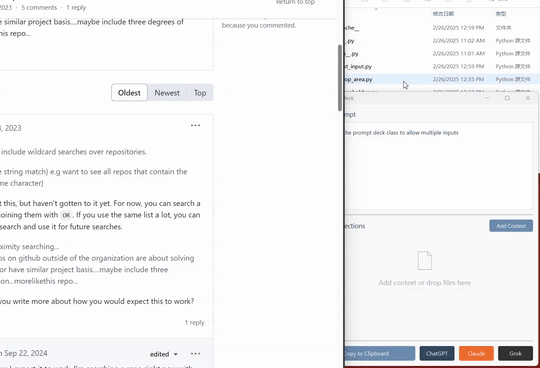 2023 · 5 comments · 1 reply
Return to top
e similar project basis...maybe include three degrees of
his repo...
because you commented.
Oldest
Newest
Top
, 2023
include wildcard searches over repositories.
e string match} e.g want to see all repos that contain the
me character}
t this, but haven't gotten to it yet. For now, you can search a
joining them with OR . If you use the same list a lot, you can
search and use it for future searches.
ximity searching...
os on github outside of the organization are about solving
or have similar project basis...maybe include three
on...morelikethis repo...
you write more about how you would expect this to work?
1 reply
n Sep 22, 2024
edited
修改日期
类型
che__
2/26/2025 12:59 PM
文件夹
.py
2/26/2025 11:02 AM
Python 源文件
__.py
2/26/2025 11:01 AM
Python 源文件
t_input.py
2/26/2025 12:59 PM
Python 源文件
op_area.py
2/26/2025 12:35 PM
Python 源文件
eck
mpt
he prompt deck class to allow multiple inputs
ections
Add Context
Add context or drop files here
Copy to Clipboard
ChatGPT
Claude
Grok